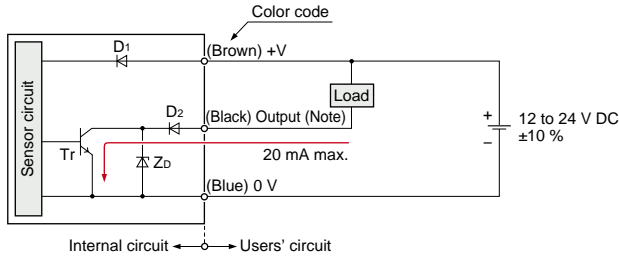 Color code
D1
(Brown) +V
Sensor circuit
Load
D2
(Black) Output (Note)
+
12 to 24 V DC
±10 %
−
Tr
ZD
20 mA max.
(Blue) 0 V
Internal circuit
Users' circuit